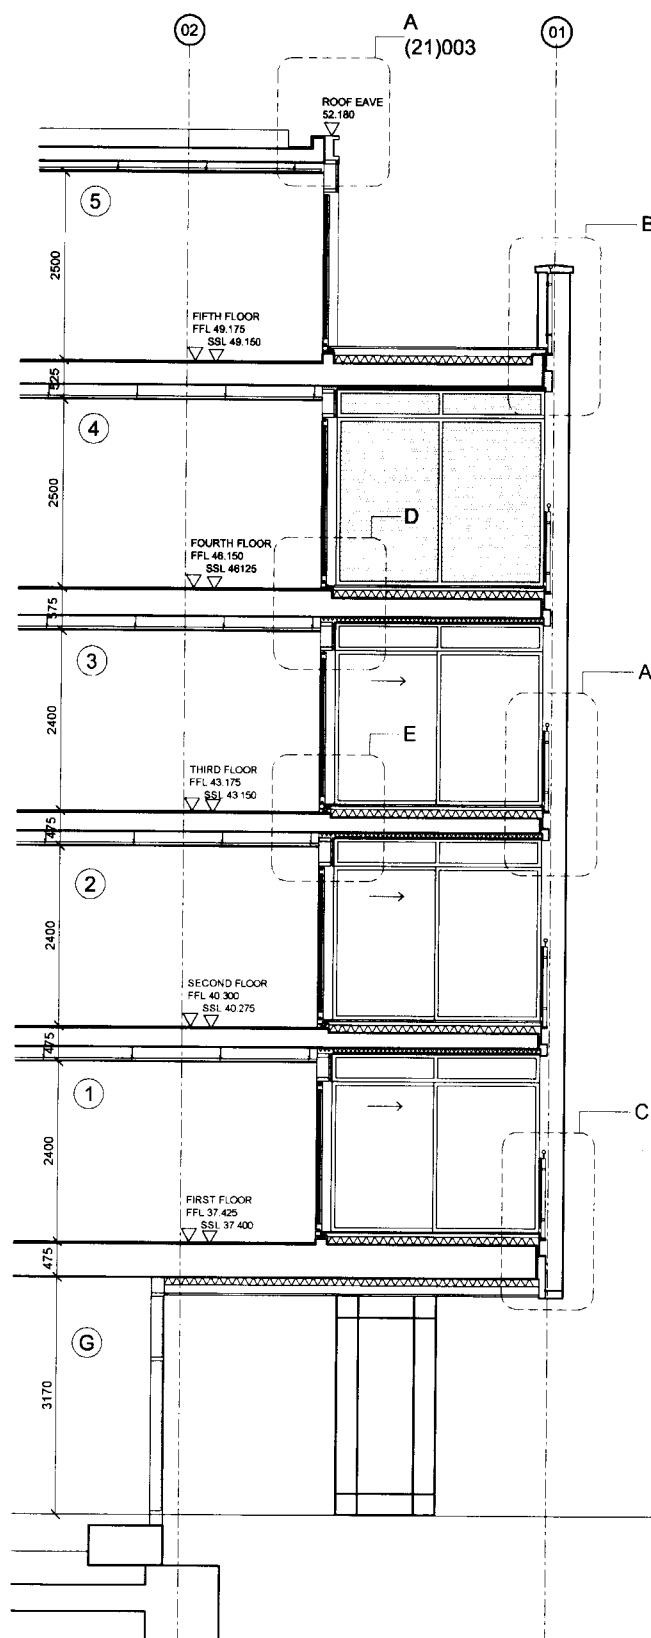 02
A
(21)003
01
ROOF EAVE
52.180
5
B
2500
FIFTH FLOOR
FFL 49.175
SSL 49.150
525
4
2500
D
FOURTH FLOOR
FFL 46.150
SSL 46125
575
3
A
2400
E
THIRD FLOOR
FFL 43.175
SSL 43.150
475
2
2400
SECOND FLOOR
FFL 40.300
SSL 40.275
475
1
C
2400
FIRST FLOOR
FFL 37.425
SSL 37.400
475
G
3170